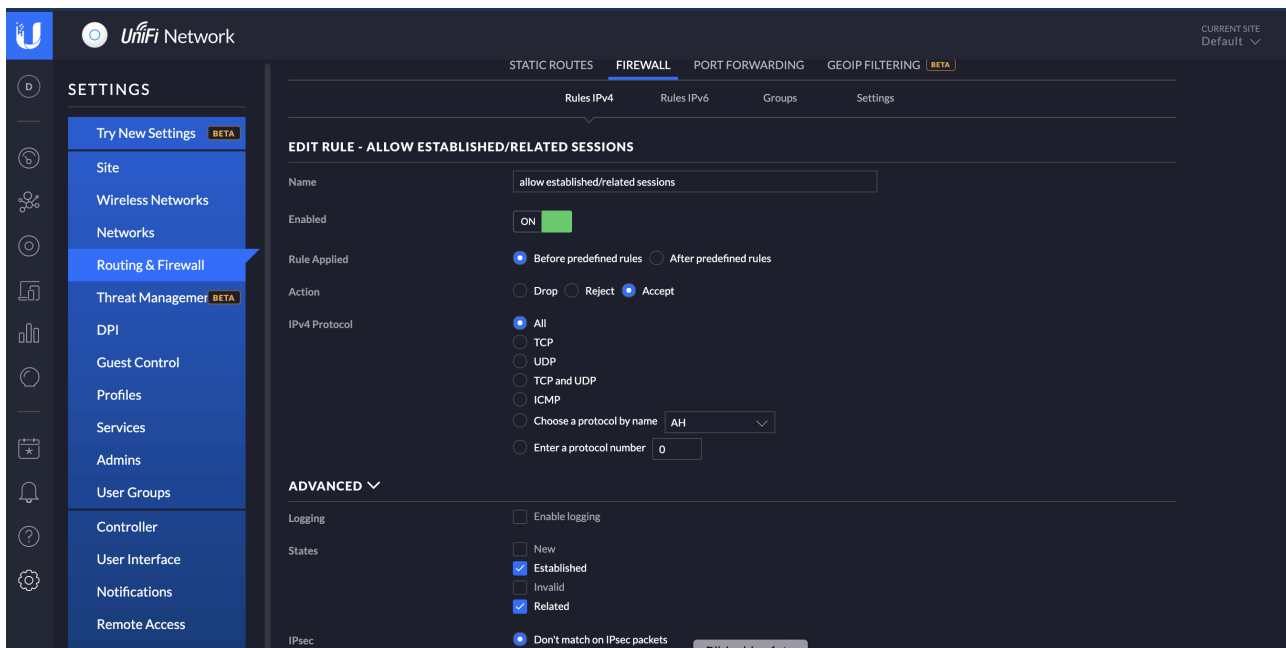 UniFi Network
CURRENT SITE
Default
D
SETTINGS
Try New Settings BETA
Site
Wireless Networks
Networks
Routing & Firewall
Threat Managemer BETA
DPI
Guest Control
Profiles
Services
Admins
User Groups
Controller
User Interface
Notifications
Remote Access
STATIC ROUTES FIREWALL PORT FORWARDING GEOIP FILTERING BETA
Rules IPv4 Rules IPv6 Groups Settings
EDIT RULE - ALLOW ESTABLISHED/RELATED SESSIONS
Name allow established/related sessions
Enabled ON
Rule Applied Before predefined rules After predefined rules
Action Drop Reject Accept
IPv4 Protocol All
TCP
UDP
TCP and UDP
ICMP
Choose a protocol by name AH
Enter a protocol number 0
ADVANCED
Logging Enable logging
States New
Established
Invalid
Related
IPsec Don't match on IPsec packets